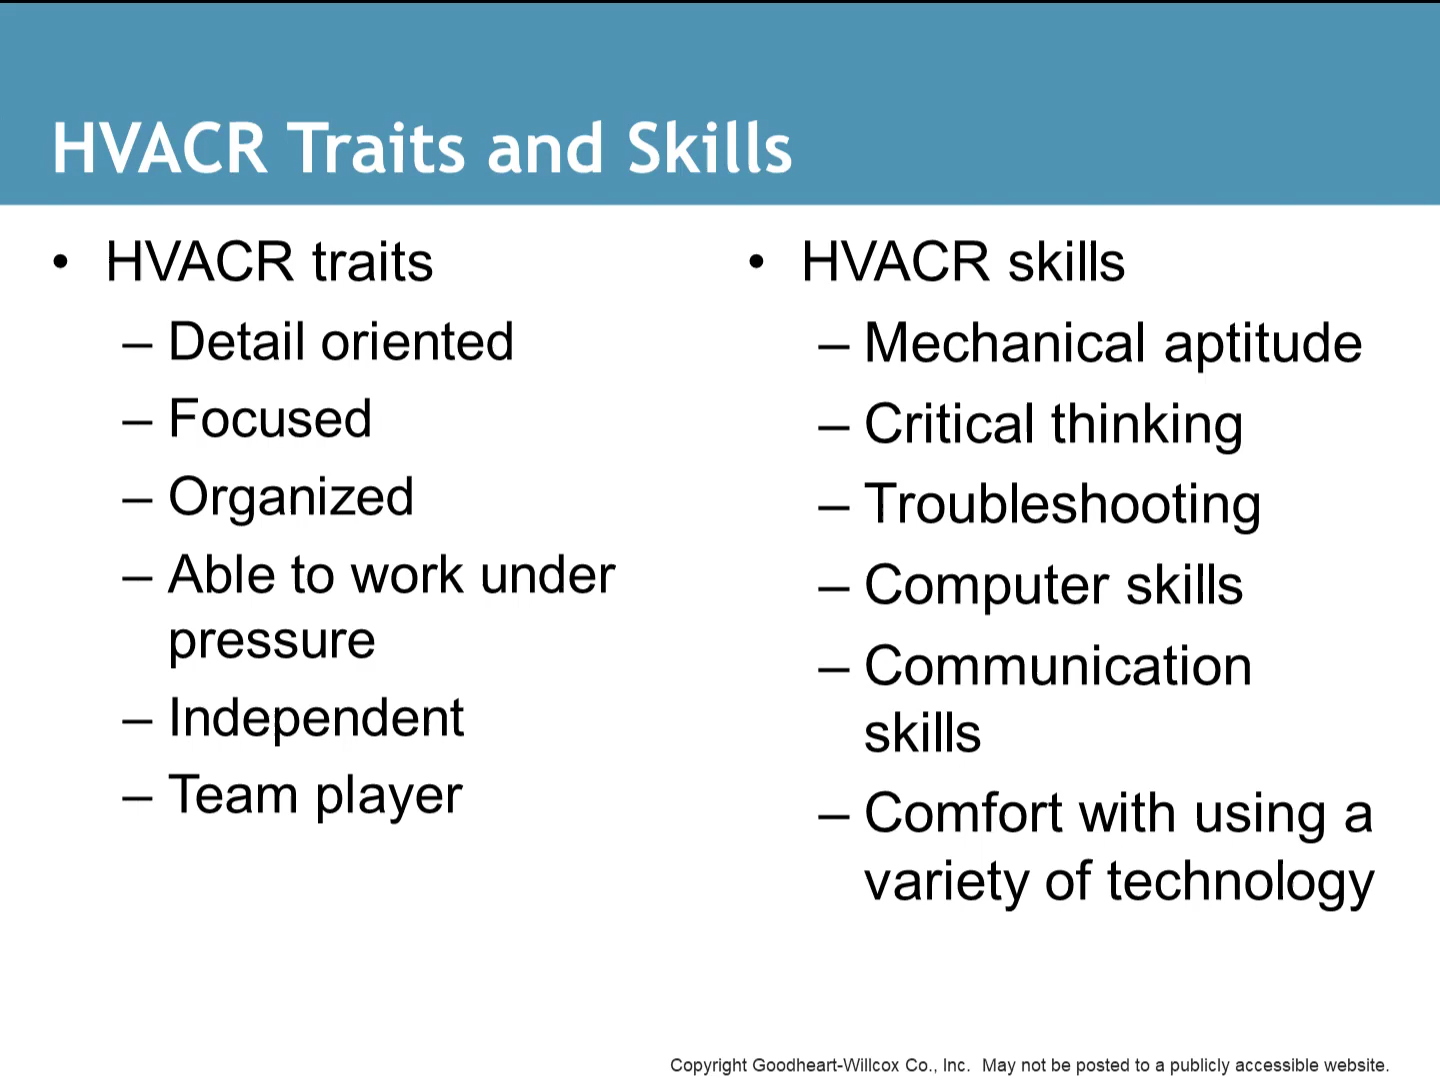 HVACR Traits and Skills
• HVACR traits
– Detail oriented
– Focused
– Organized
– Able to work under
pressure
– Independent
– Team player
• HVACR skills
– Mechanical aptitude
– Critical thinking
– Troubleshooting
– Computer skills
– Communication
skills
– Comfort with using a
variety of technology
Copyright Goodheart-Willcox Co., Inc.  May not be posted to a publicly accessible website.